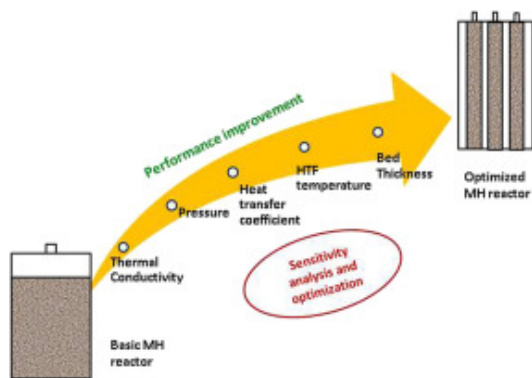 Performance improvement
Thermal
Conductivity
Pressure
Heat
transfer
coefficient
HTF
temperature
Bed
Thickness
Optimized
MH reactor
Sensitivity
analysis and
optimization
Basic MH
reactor